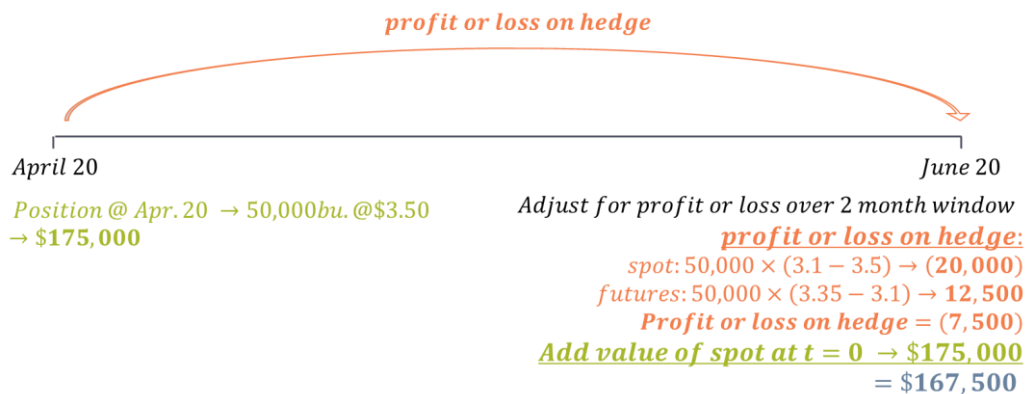 profit or loss on hedge
April 20
June 20
Position @ Apr. 20 → 50,000bu. @$3.50
→ $175,000
Adjust for profit or loss over 2 month window
profit or loss on hedge:
spot: 50,000 × (3.1 − 3.5) → (20,000)
futures: 50,000 × (3.35 − 3.1) → 12,500
Profit or loss on hedge = (7,500)
Add value of spot at t = 0 → $175,000
= $167,500